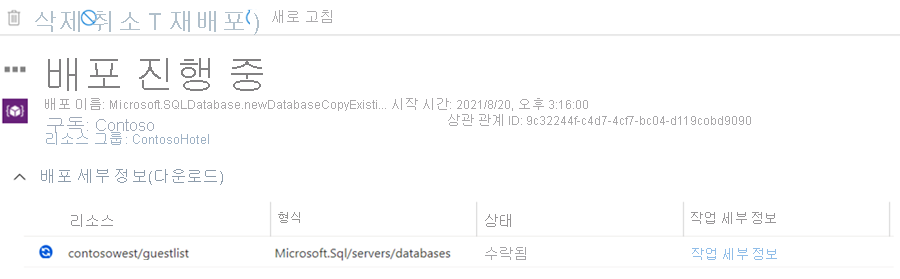 삭제 취소 T 재배포 ) 새로 고침
배포 진행 중
배포 이름: Microsoft.SQLDatabase.newDatabaseCopyExisti... 시작 시간: 2021/8/20, 오후 3:16:00
구독: Contoso 상관 관계 ID: 9c32244f-c4d7-4cf7-bc04-d119cobd9090
리소스 그룹: ContosoHotel
배포 세부 정보(다운로드)
리소스 형식 상태 작업 세부 정보
contosowest/guestlist Microsoft.Sql/servers/databases 수락됨 작업 세부 정보